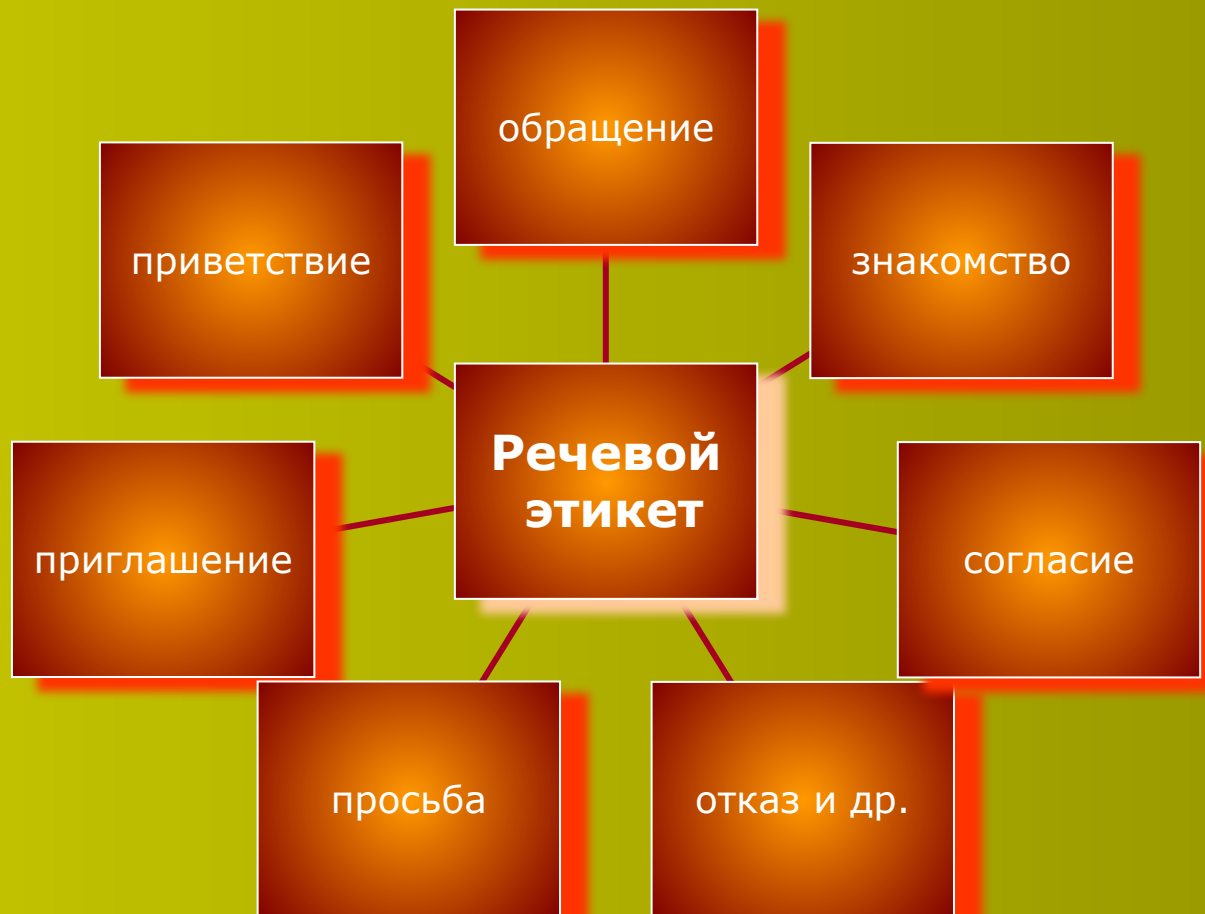 обращение
приветствие
знакомство
Речевой
этикет
приглашение
согласие
просьба
отказ и др.